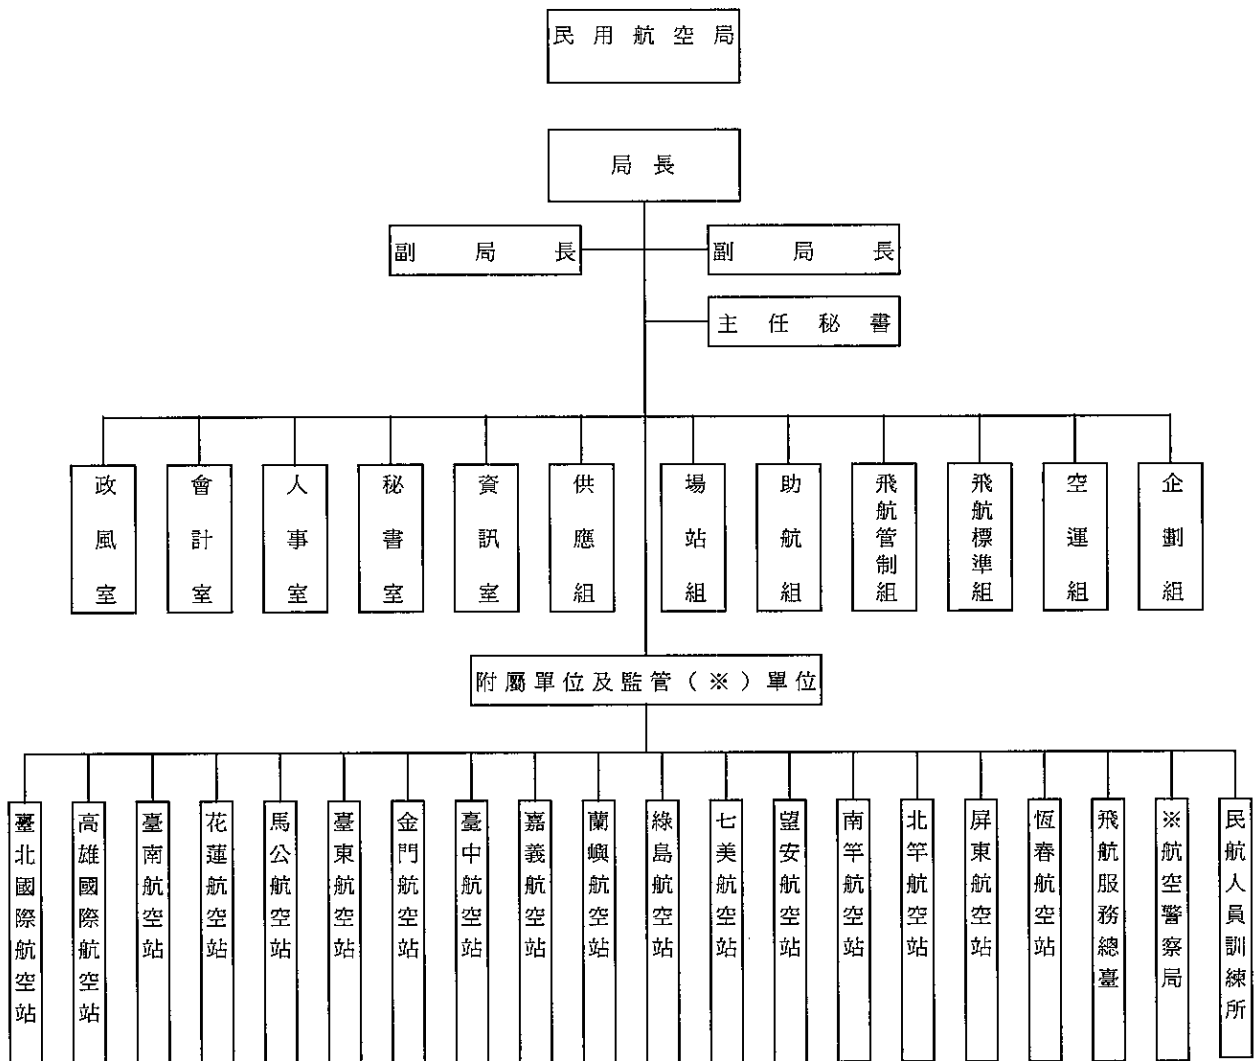 民用航空局
局長
副局長
副局長
主任秘書
政風室
會計室
人事室
秘書室
資訊室
供應組
場站組
助航組
飛航管制組
飛航標準組
空運組
企劃組
附屬單位及監管(※)單位
臺北國際航空站
高雄國際航空站
臺南航空站
花蓮航空站
馬公航空站
臺東航空站
金門航空站
臺中航空站
嘉義航空站
蘭嶼航空站
綠島航空站
七美航空站
望安航空站
南竿航空站
北竿航空站
屏東航空站
恆春航空站
飛航服務總臺
※航空警察局
民航人員訓練所